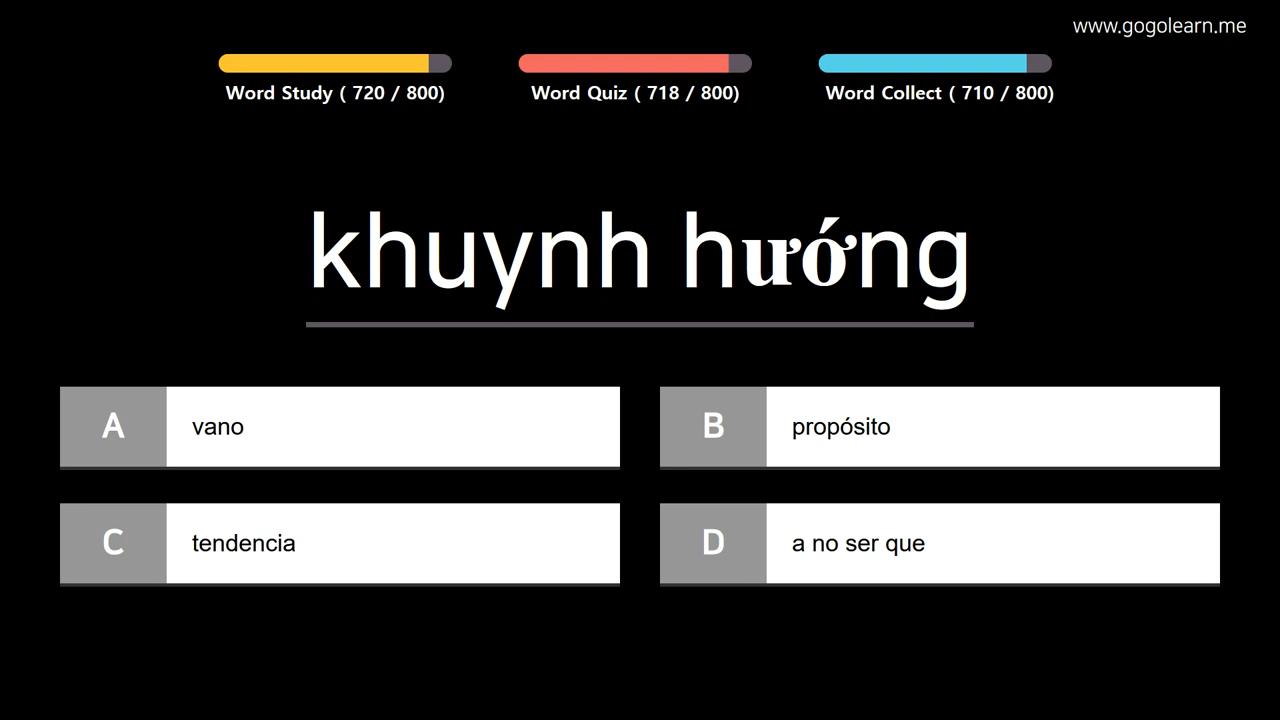 www.gogolearn.me
Word Study ( 720 / 800)
Word Quiz ( 718 / 800)
Word Collect ( 710 / 800)
khuynh hướng
A
vano
B
propósito
C
tendencia
D
a no ser que